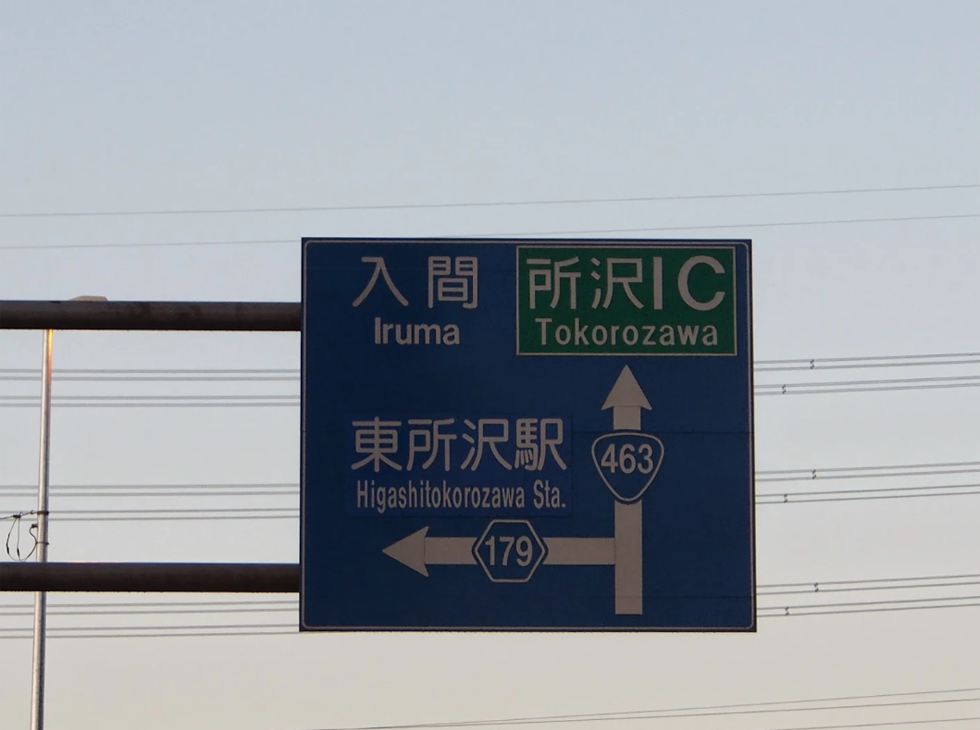 入間
Iruma
所沢IC
Tokorozawa
東所沢駅
Higashitokorozawa Sta.
463
179